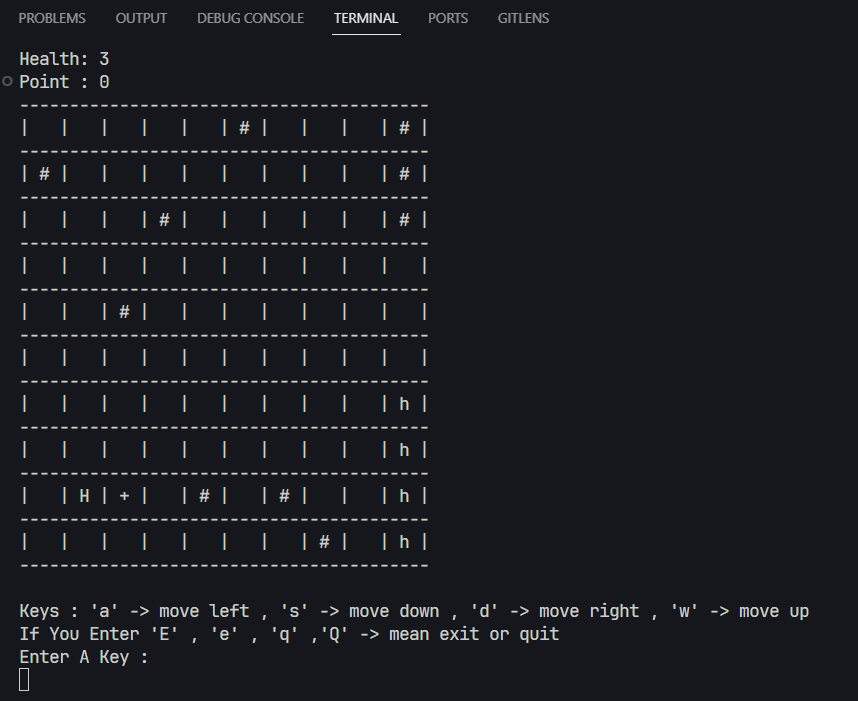 PROBLEMS OUTPUT DEBUG CONSOLE TERMINAL PORTS GITLENS
Health: 3
Point : 0
-----------------------------------------
|   |   |   |   |   | # |   |   |   | # |
-----------------------------------------
| # |   |   |   |   |   |   |   |   | # |
-----------------------------------------
|   |   |   | # |   |   |   |   |   | # |
-----------------------------------------
|   |   |   |   |   |   |   |   |   |   |
-----------------------------------------
|   |   | # |   |   |   |   |   |   |   |
-----------------------------------------
|   |   |   |   |   |   |   |   |   |   |
-----------------------------------------
|   |   |   |   |   |   |   |   |   | h |
-----------------------------------------
|   |   |   |   |   |   |   |   |   | h |
-----------------------------------------
|   | H | + |   | # |   | # |   |   | h |
-----------------------------------------
|   |   |   |   |   |   |   | # |   | h |
-----------------------------------------
Keys : 'a' -> move left , 's' -> move down , 'd' -> move right , 'w' -> move up
If You Enter 'E' , 'e' , 'q' ,'Q' -> mean exit or quit
Enter A Key :